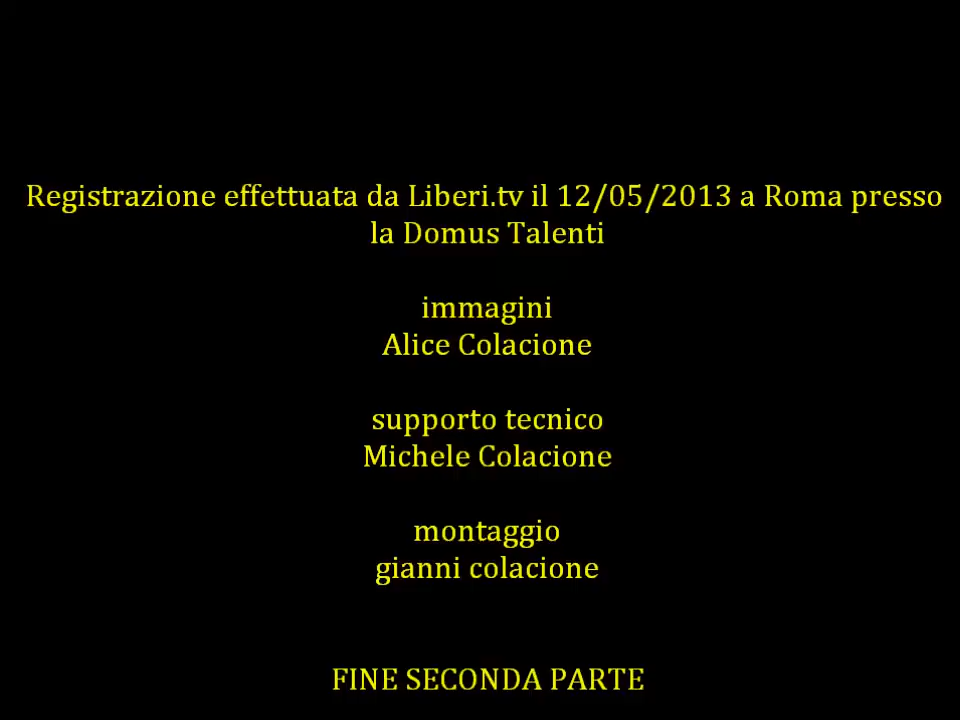 Registrazione effettuata da Liberi.tv il 12/05/2013 a Roma presso
la Domus Talenti
immagini
Alice Colacione
supporto tecnico
Michele Colacione
montaggio
gianni colacione
FINE SECONDA PARTE